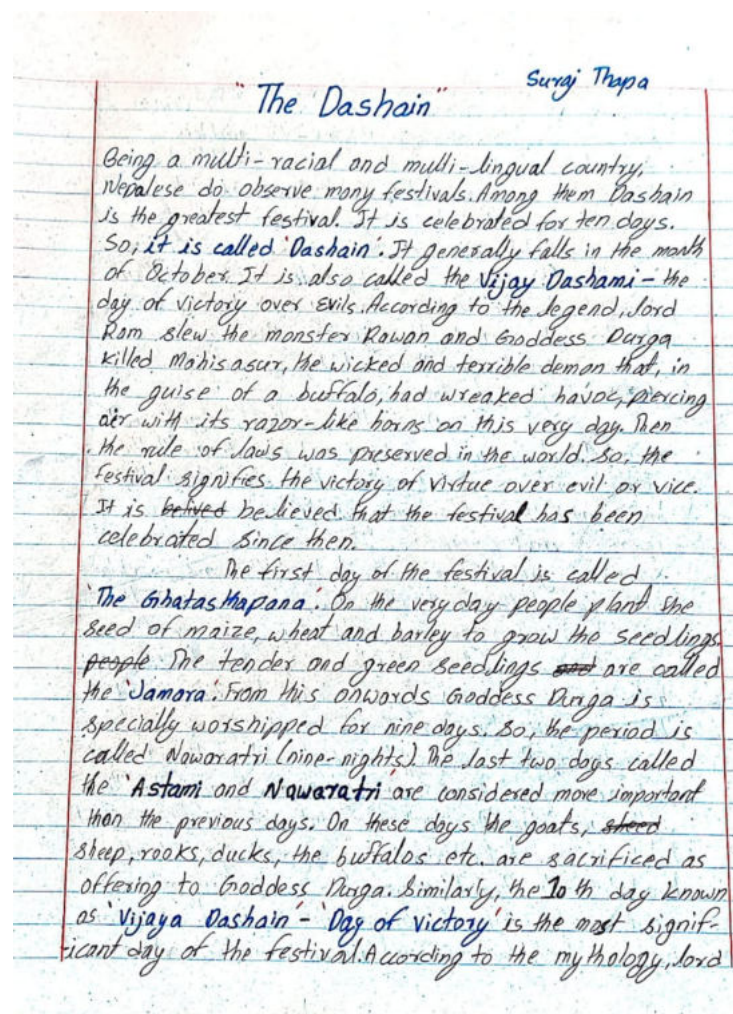 Suraj Thapa
"The Dashain"
Being a multi-racial and multi-lingual country,
Nepalese do observe many festivals. Among them Dashain
is the greatest festival. It is celebrated for ten days.
So, it is called 'Dashain'. It generally falls in the month
of October. It is also called the Vijay Dashami - the
day of victory over evils. According to the legend, lord
Ram slew the monster Rawan and Goddess Durga
killed Mahisasur, the wicked and terrible demon that, in
the guise of a buffalo, had wreaked havoc, piercing
air with its razor-like horns on this very day. Then
the rule of laws was preserved in the world. So, the
festival signifies the victory of virtue over evil or vice.
It is belived believed that the festival has been
celebrated since then.
The first day of the festival is called
'The Ghatasthapana'. On the very day people plant the
seed of maize, wheat and barley to grow the seedlings.
people The tender and green seedlings and are called
the 'Jamara'. From this onwards Goddess Durga is
specially worshipped for nine days. So, the period is
called Nawaratri (nine-nights). The last two days called
the 'Astami and Nawaratri' are considered more important
than the previous days. On these days the goats, sheed
sheep, rooks, ducks, the buffalos etc. are sacrificed as
offering to Goddess Durga. Similarly, the 10th day known
as 'Vijaya Dashain' - 'Day of victory' is the most signif-
-icant day of the festival. According to the mythology, lord